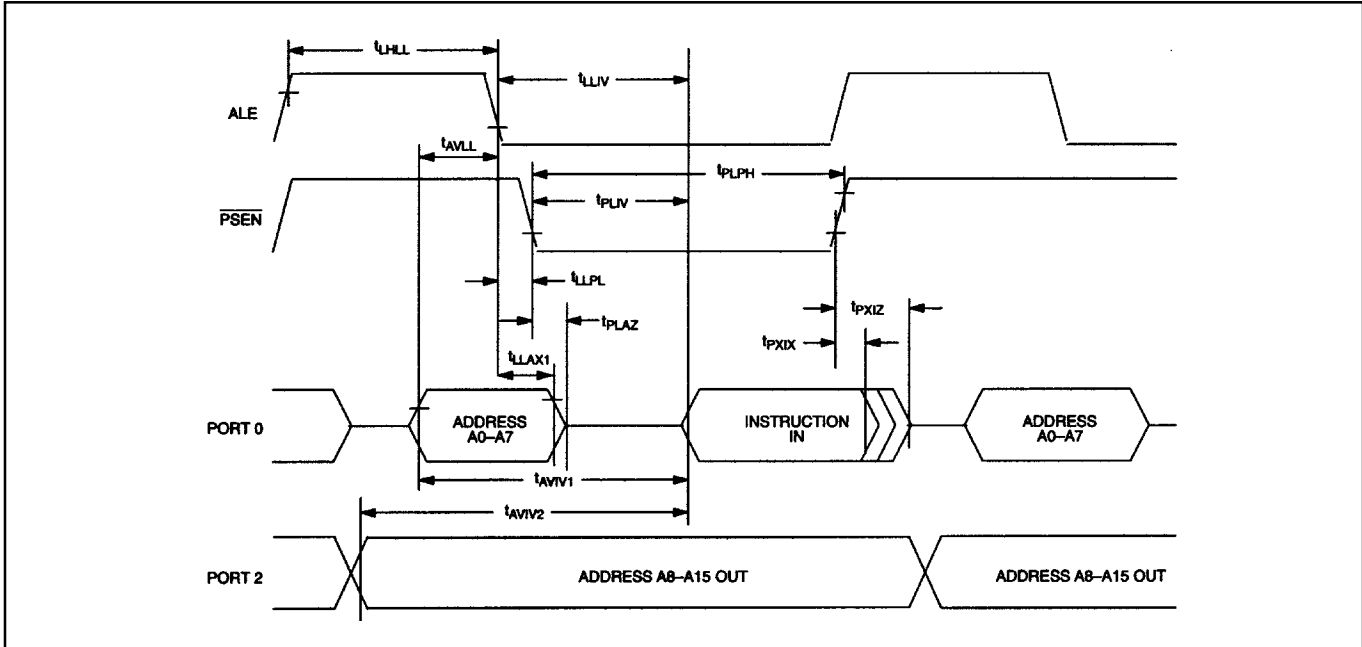 tLHLL
tLLIV
ALE
tAVLL
tPLPH
PSEN
tPLIV
tLLPL
tPLAZ
tPXIZ
tPXIX
tLLAX1
PORT 0
ADDRESS
A0–A7
INSTRUCTION
IN
ADDRESS
A0–A7
tAVIV1
tAVIV2
PORT 2
ADDRESS A8–A15 OUT
ADDRESS A8–A15 OUT